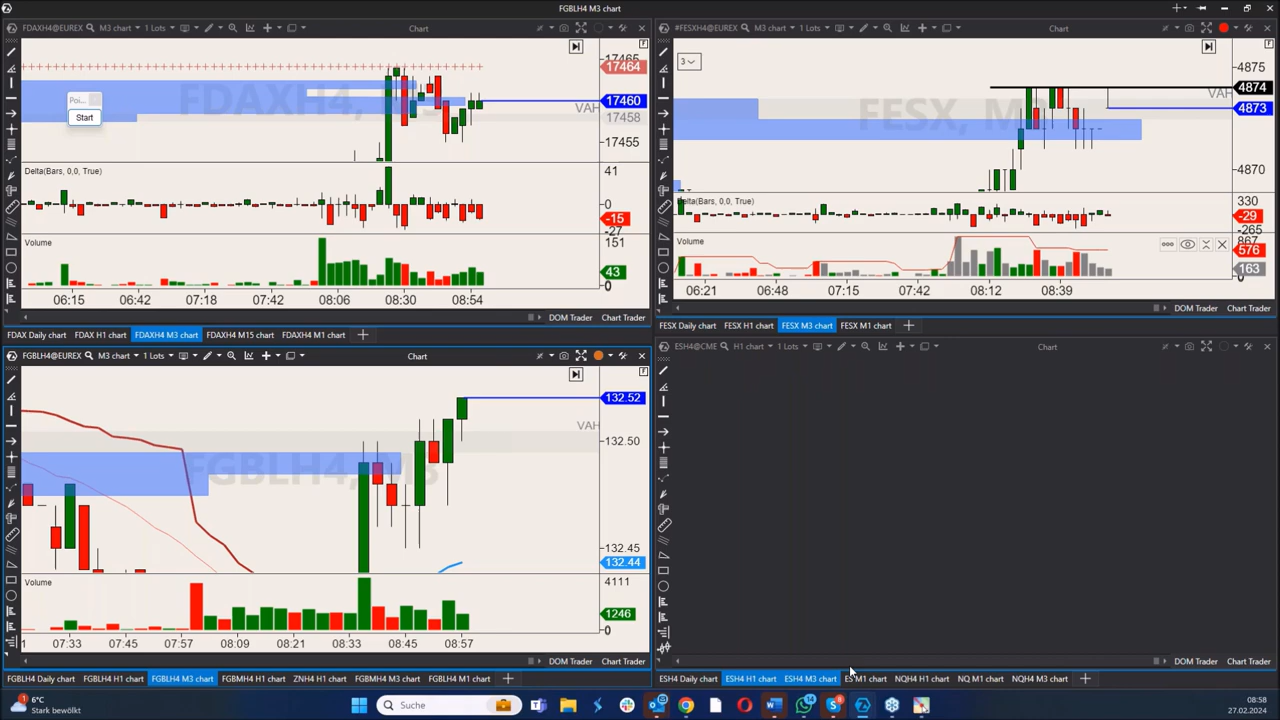 FGBLH4 M3 chart
FDAXH4@EUREX M3 chart 1 Lots Chart
17465
17464
17460
VAH
17458
17455
Poi...
Start
Delta(Bars, 0,0, True)
41
0
-15
-27
Volume
151
43
0
06:15 06:42 07:18 07:42 08:06 08:30 08:54
DOM Trader Chart Trader
FDAX Daily chart FDAX H1 chart FDAXH4 M3 chart FDAXH4 M15 chart FDAXH4 M1 chart
#FESXH4@EUREX M3 chart 1 Lots Chart
3
FESX, M3
4875
4874
VAH
4873
4870
Delta(Bars, 0,0, True)
330
-29
-265
Volume
867
576
163
0
06:21 06:48 07:15 07:42 08:12 08:39
DOM Trader Chart Trader
FESX Daily chart FESX H1 chart FESX M3 chart FESX M1 chart
FGBLH4@EUREX M3 chart 1 Lots Chart
FGBLH4, M3
132.52
VAH
132.50
132.45
132.44
Volume
4111
1246
0
07:33 07:45 07:57 08:09 08:21 08:33 08:45 08:57
DOM Trader Chart Trader
FGBLH4 Daily chart FGBLH4 H1 chart FGBLH4 M3 chart FGBMH4 H1 chart ZNH4 H1 chart FGBMH4 M3 chart FGBLH4 M1 chart
ESH4@CME H1 chart 1 Lots Chart
DOM Trader Chart Trader
ESH4 Daily chart ESH4 H1 chart ESH4 M3 chart M1 chart NQH4 H1 chart NQ M1 chart NQH4 M3 chart
6°C
Stark bewölkt
Suche
08:58
27.02.2024